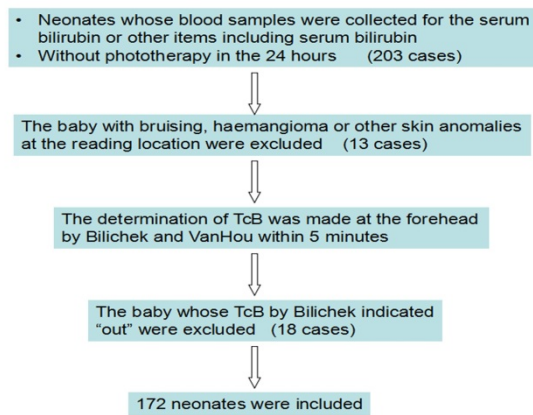 • Neonates whose blood samples were collected for the serum
bilirubin or other items including serum bilirubin
• Without phototherapy in the 24 hours (203 cases)
The baby with bruising, haemangioma or other skin anomalies
at the reading location were excluded (13 cases)
The determination of TcB was made at the forehead
by Bilichek and VanHou within 5 minutes
The baby whose TcB by Bilichek indicated
“out” were excluded (18 cases)
172 neonates were included